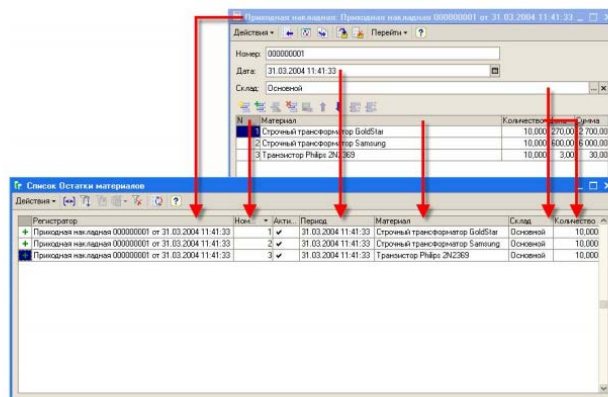 Приходная накладная: Приходная накладная 000000001 от 31.03.2004 11:41:33
Действия Перейти ?
Номер: 000000001
Дата: 31.03.2004 11:41:33
Склад: Основной ... ×
N Материал Количество Цена Сумма
1 Строчный трансформатор GoldStar 10,000 270,00 2 700,00
2 Строчный трансформатор Samsung 10,000 600,00 6 000,00
3 Транзистор Philips 2N2369 10,000 3,00 30,00
Список Остатки материалов
Действия ?
Регистратор Ном... Акти... Период Материал Склад Количество
Приходная накладная 000000001 от 31.03.2004 11:41:33 1 31.03.2004 11:41:33 Строчный трансформатор GoldStar Основной 10,000
Приходная накладная 000000001 от 31.03.2004 11:41:33 2 31.03.2004 11:41:33 Строчный трансформатор Samsung Основной 10,000
Приходная накладная 000000001 от 31.03.2004 11:41:33 3 31.03.2004 11:41:33 Транзистор Philips 2N2369 Основной 10,000